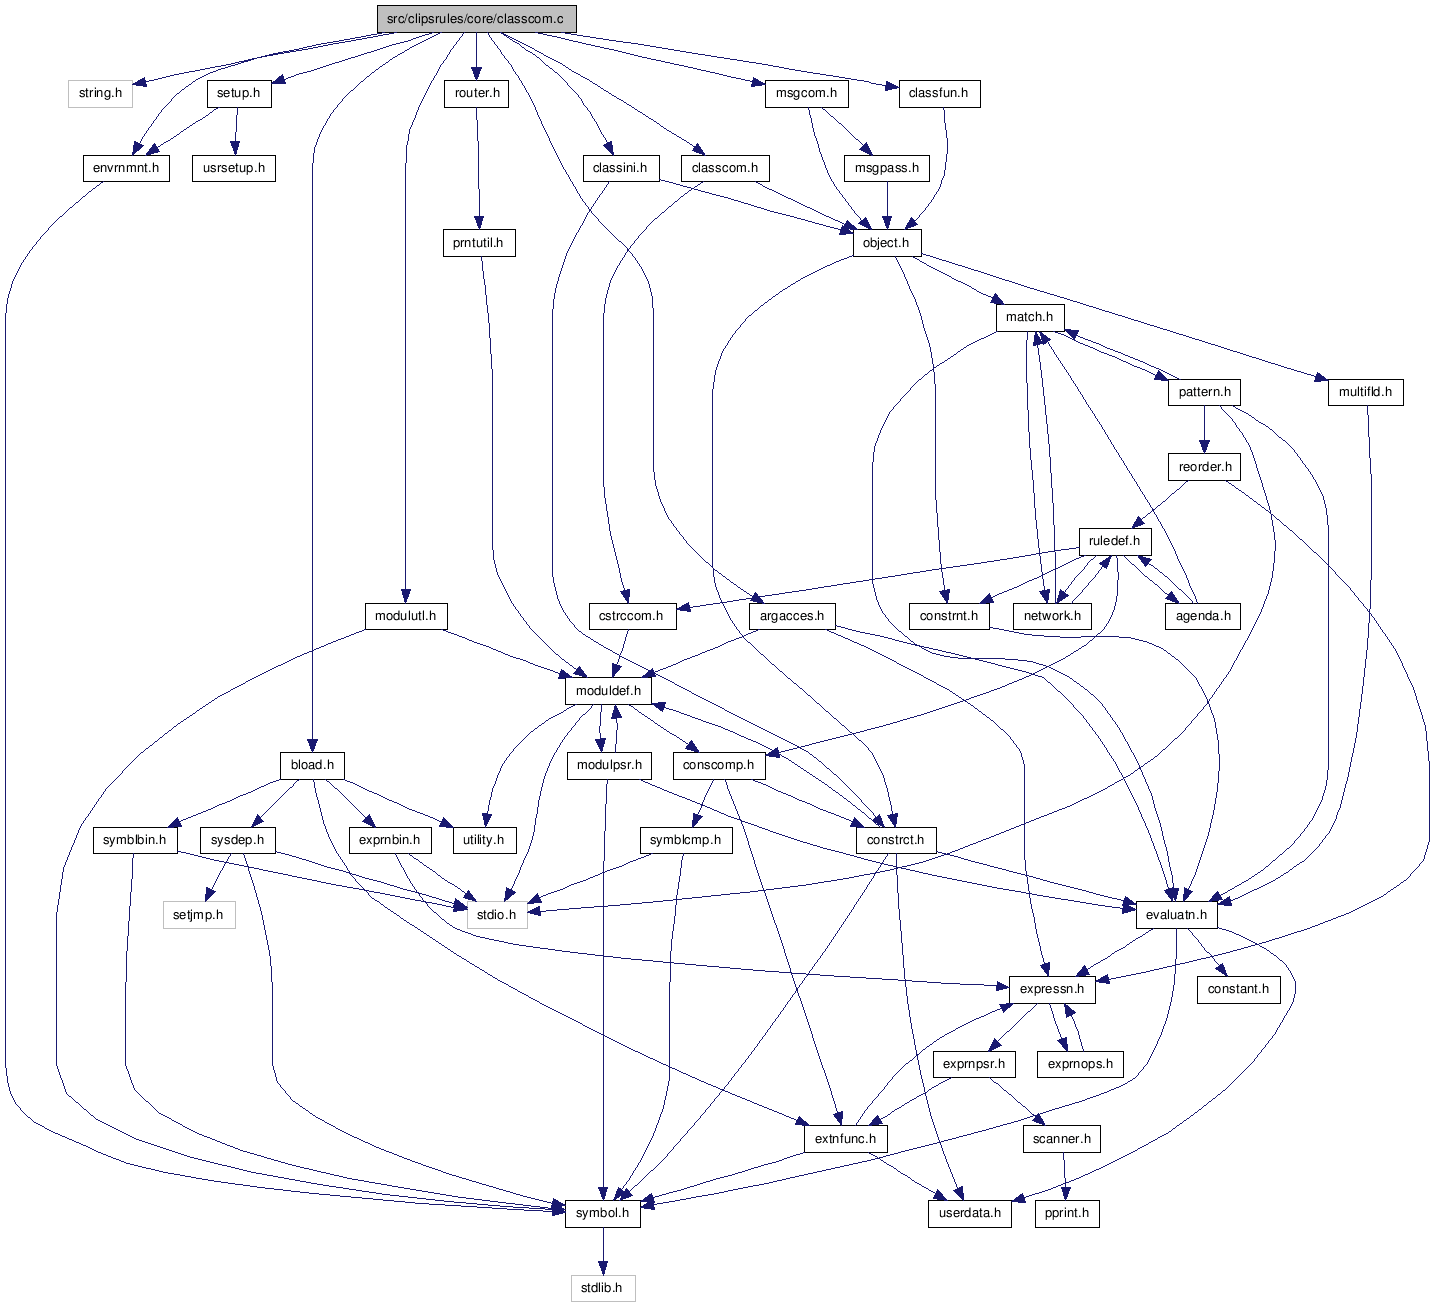 src/clipsrules/core/classcom.c
string.h
setup.h
router.h
msgcom.h
classfun.h
envrnmnt.h
usrsetup.h
classini.h
classcom.h
msgpass.h
prntutil.h
object.h
match.h
pattern.h
multifld.h
reorder.h
ruledef.h
modulutl.h
cstrccom.h
argacces.h
constrnt.h
network.h
agenda.h
moduldef.h
bload.h
modulpsr.h
conscomp.h
symblbin.h
sysdep.h
exprnbin.h
utility.h
symblcmp.h
constrct.h
setjmp.h
stdio.h
evaluatn.h
expressn.h
constant.h
exprnpsr.h
exprnops.h
extnfunc.h
scanner.h
symbol.h
userdata.h
pprint.h
stdlib.h